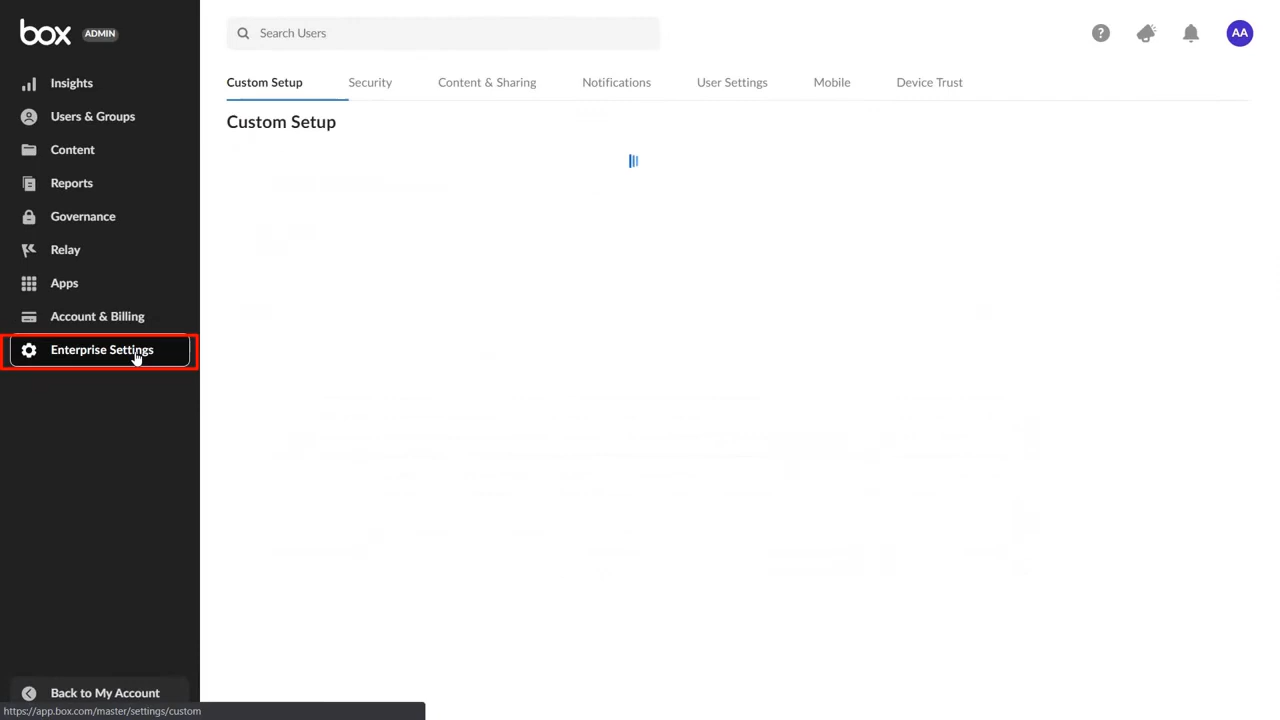 box ADMIN
Search Users
?
AA
Insights
Users & Groups
Content
Reports
Governance
Relay
Apps
Account & Billing
Enterprise Settings
Back to My Account
Custom Setup Security Content & Sharing Notifications User Settings Mobile Device Trust
Custom Setup
https://app.box.com/master/settings/custom